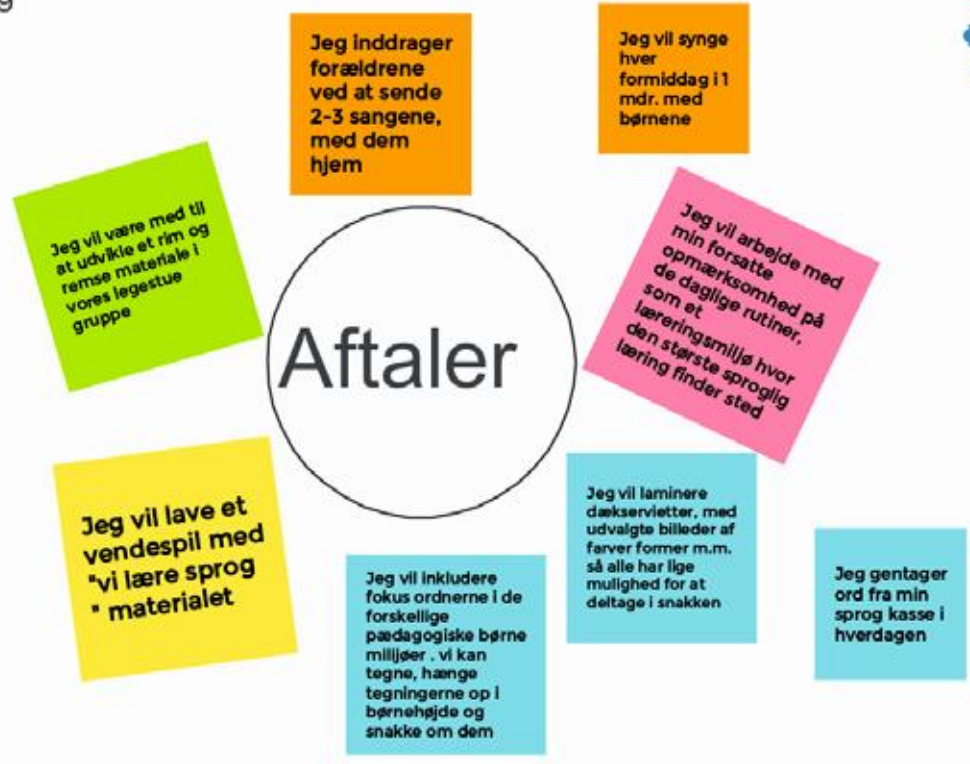 Jeg inddrager
forældrene
ved at sende
2-3 sangene,
med dem
hjem
Jeg vil synge
hver
formiddag i 1
mdr. med
børnene
Jeg vil være med til
at udvikle et rim og
remse materiale i
vores legestue
gruppe
Jeg vil arbejde med
min forsatte
opmærksomhed på
de daglige rutiner,
som et
læreringsmiljø hvor
den største sproglig
læring finder sted
Aftaler
Jeg vil lave et
vendespil med
"vi lære sprog
" materialet
Jeg vil inkludere
fokus ordnerne i de
forskellige
pædagogiske børne
miljøer . vi kan
tegne, hænge
tegningerne op i
børnehøjde og
snakke om dem
Jeg vil laminere
dækservietter, med
udvalgte billeder af
farver former m.m.
så alle har lige
mulighed for at
deltage i snakken
Jeg gentager
ord fra min
sprog kasse i
hverdagen